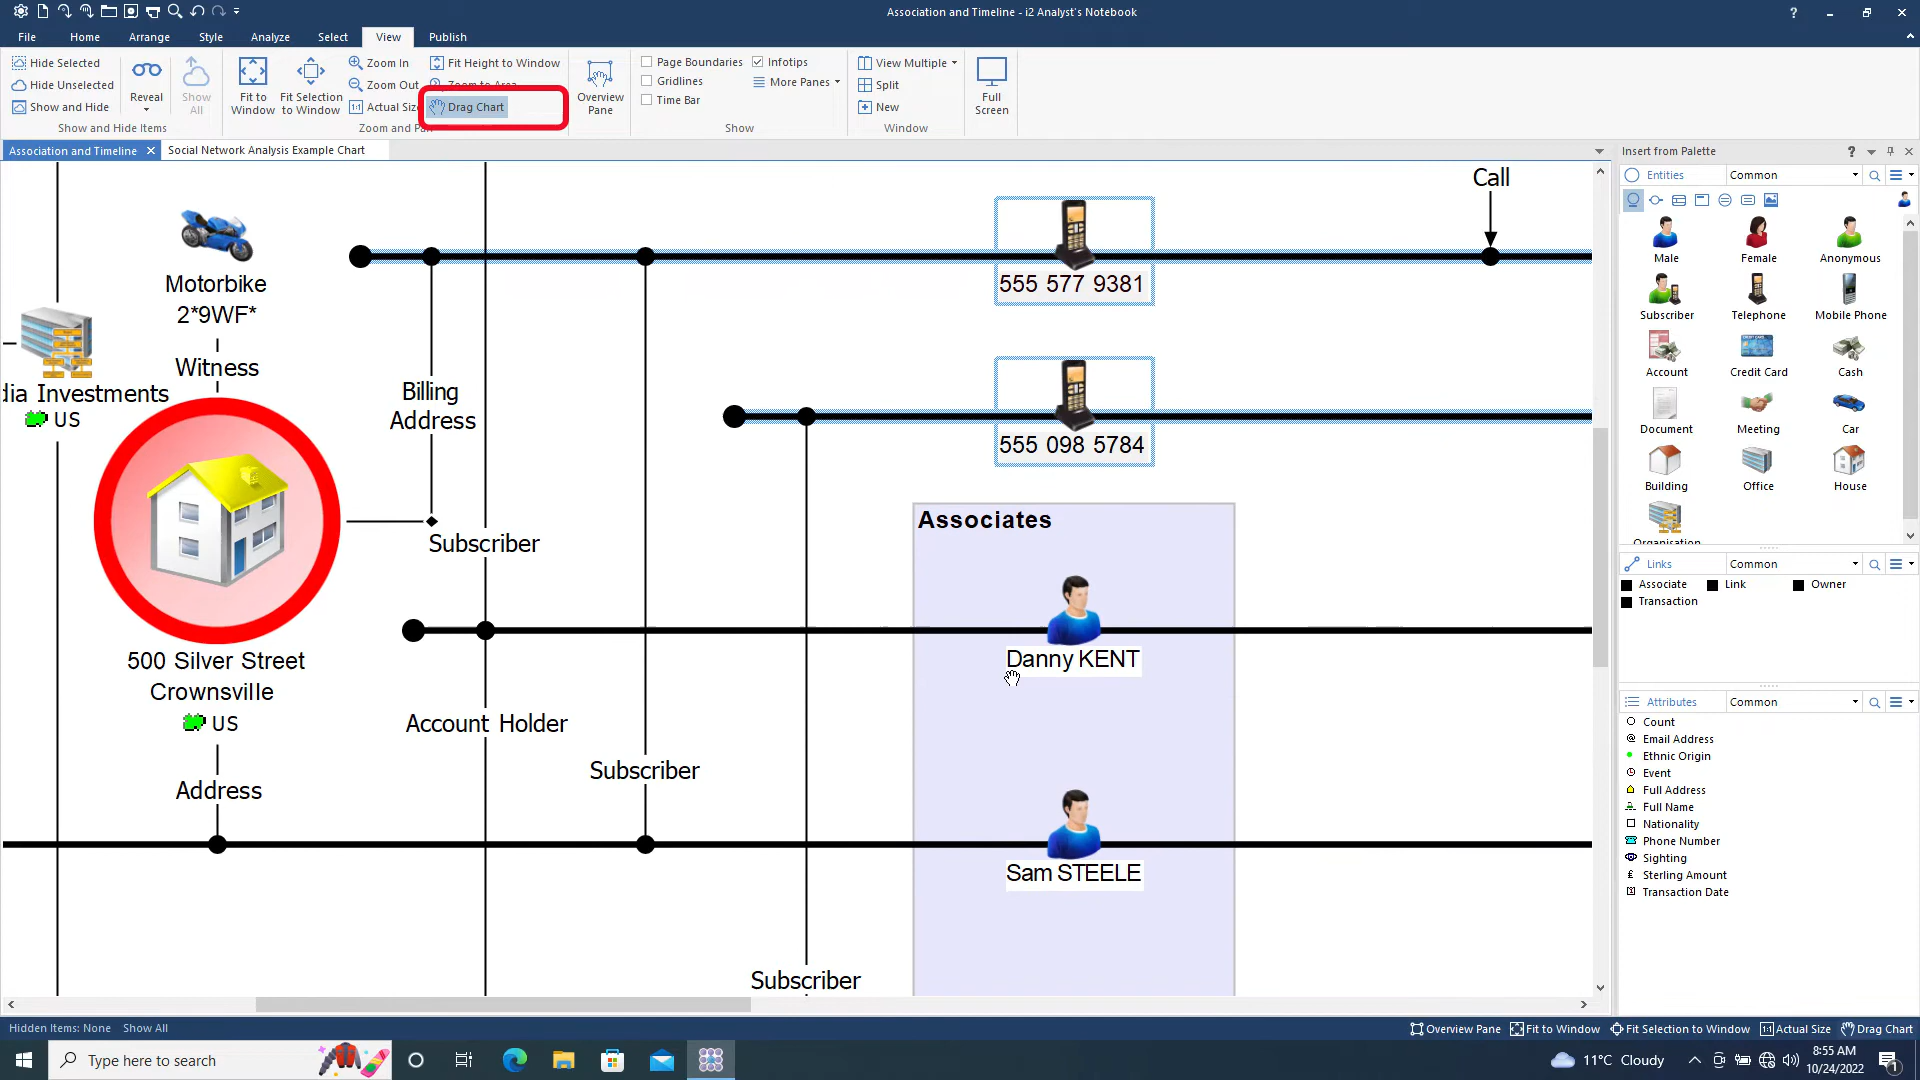 Association and Timeline - i2 Analyst's Notebook
?
File Home Arrange Style Analyze Select View Publish
Hide Selected
Hide Unselected
Show and Hide
Reveal
Show All
Show and Hide Items
Fit to Window
Fit Selection to Window
Zoom In
Zoom Out
1:1 Actual Size
Fit Height to Window
Zoom to Area
Drag Chart
Zoom and Pan
Overview Pane
Page Boundaries
Gridlines
Time Bar
Infotips
More Panes
Show
View Multiple
Split
New
Window
Full Screen
Association and Timeline
Social Network Analysis Example Chart
Motorbike
2*9WF*
Witness
dia Investments
US
Billing
Address
Subscriber
500 Silver Street
Crownsville
US
Address
Account Holder
Subscriber
Subscriber
555 577 9381
555 098 5784
Call
Associates
Danny KENT
Sam STEELE
Insert from Palette
?
Entities Common
Male Female Anonymous
Subscriber Telephone Mobile Phone
Account Credit Card Cash
Document Meeting Car
Building Office House
Organisation
Links Common
Associate Link Owner
Transaction
Attributes Common
Count
Email Address
Ethnic Origin
Event
Full Address
Full Name
Nationality
Phone Number
Sighting
Sterling Amount
Transaction Date
Hidden Items: None Show All
Overview Pane Fit to Window Fit Selection to Window 1:1 Actual Size Drag Chart
Type here to search
11°C Cloudy
8:55 AM
10/24/2022
1